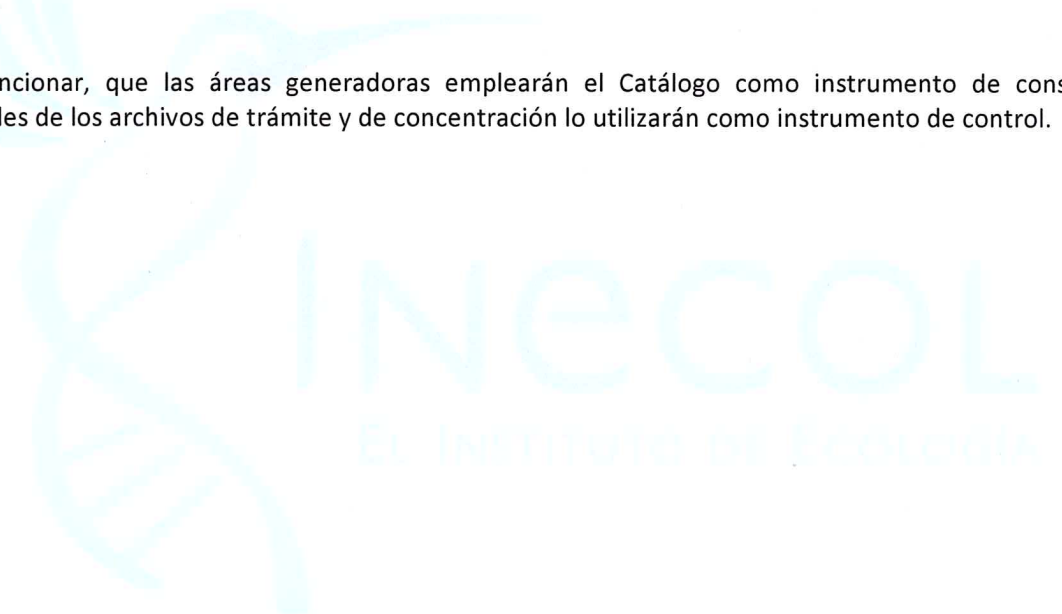 ncionar, que las áreas generadoras emplearán el Catálogo como instrumento de cons
les de los archivos de trámite y de concentración lo utilizarán como instrumento de control.
INECOL
EL INSTITUTO DE ECOLOGÍA